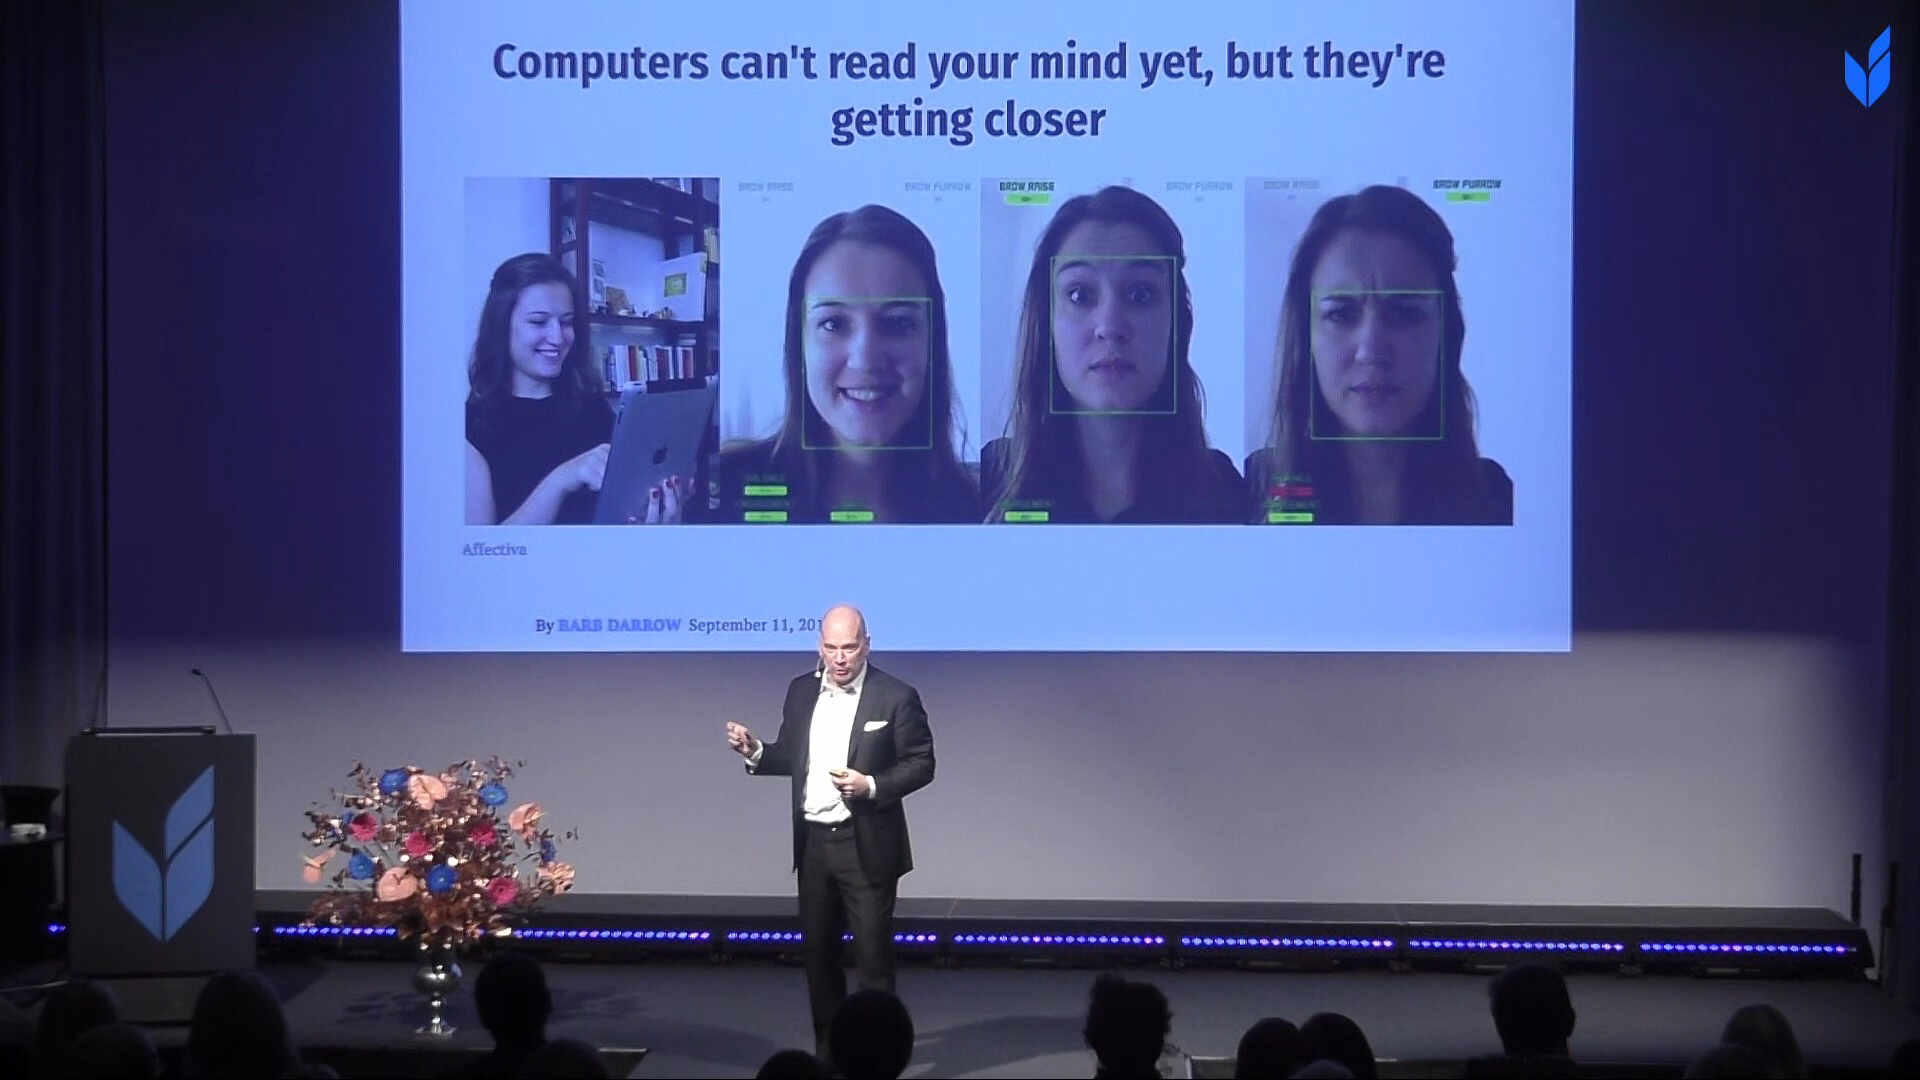 Computers can't read your mind yet, but they're
getting closer
BROW RAISE
BROW FURROW
BROW RAISE
BROW FURROW
BROW RAISE
BROW FURROW
VALENCE
Affectiva
By BARB DARROW September 11,